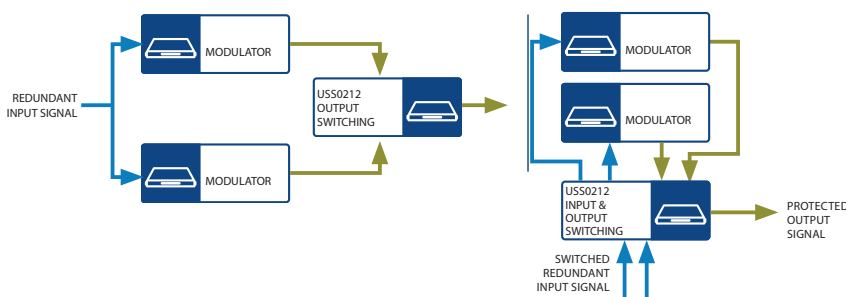 REDUNDANT
INPUT SIGNAL
MODULATOR
MODULATOR
USS0212
OUTPUT
SWITCHING
MODULATOR
MODULATOR
USS0212
INPUT &
OUTPUT
SWITCHING
PROTECTED
OUTPUT
SIGNAL
SWITCHED
REDUNDANT
INPUT SIGNAL